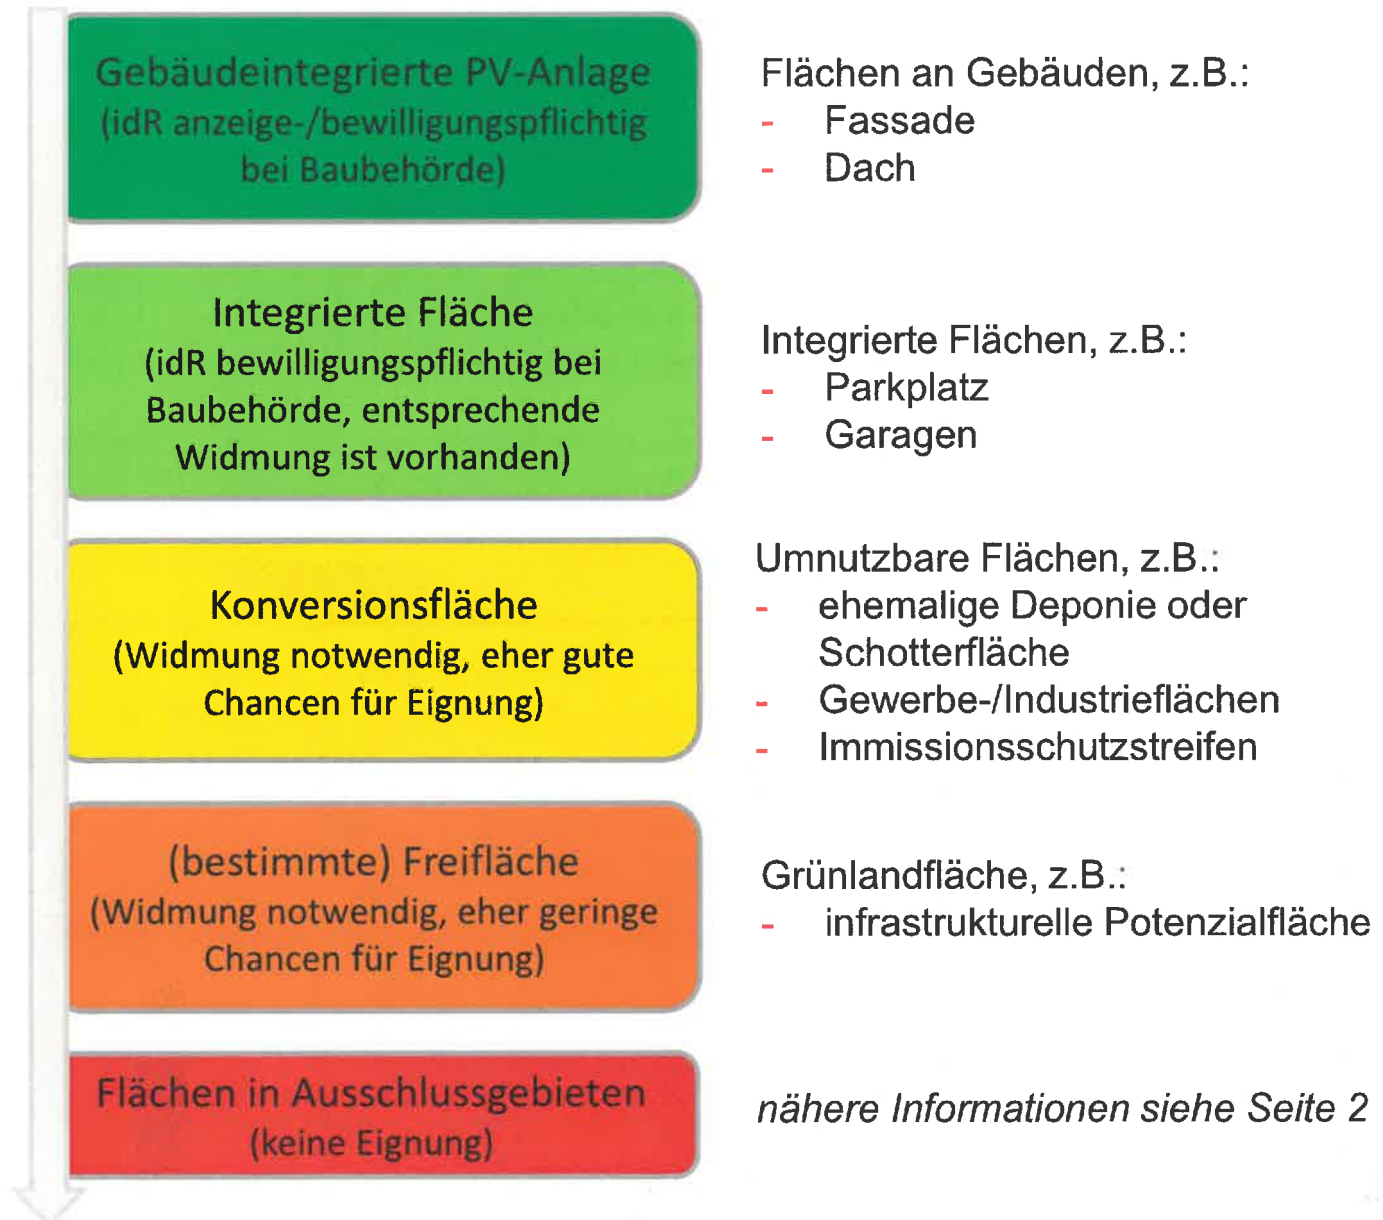 Gebäudeintegrierte PV-Anlage
(idR anzeige-/bewilligungspflichtig
bei Baubehörde)
Flächen an Gebäuden, z.B.:
- Fassade
- Dach
Integrierte Fläche
(idR bewilligungspflichtig bei
Baubehörde, entsprechende
Widmung ist vorhanden)
Integrierte Flächen, z.B.:
- Parkplatz
- Garagen
Konversionsfläche
(Widmung notwendig, eher gute
Chancen für Eignung)
Umnutzbare Flächen, z.B.:
- ehemalige Deponie oder
Schotterfläche
- Gewerbe-/Industrieflächen
- Immissionsschutzstreifen
(bestimmte) Freifläche
(Widmung notwendig, eher geringe
Chancen für Eignung)
Grünlandfläche, z.B.:
- infrastrukturelle Potenzialfläche
Flächen in Ausschlussgebieten
(keine Eignung)
nähere Informationen siehe Seite 2